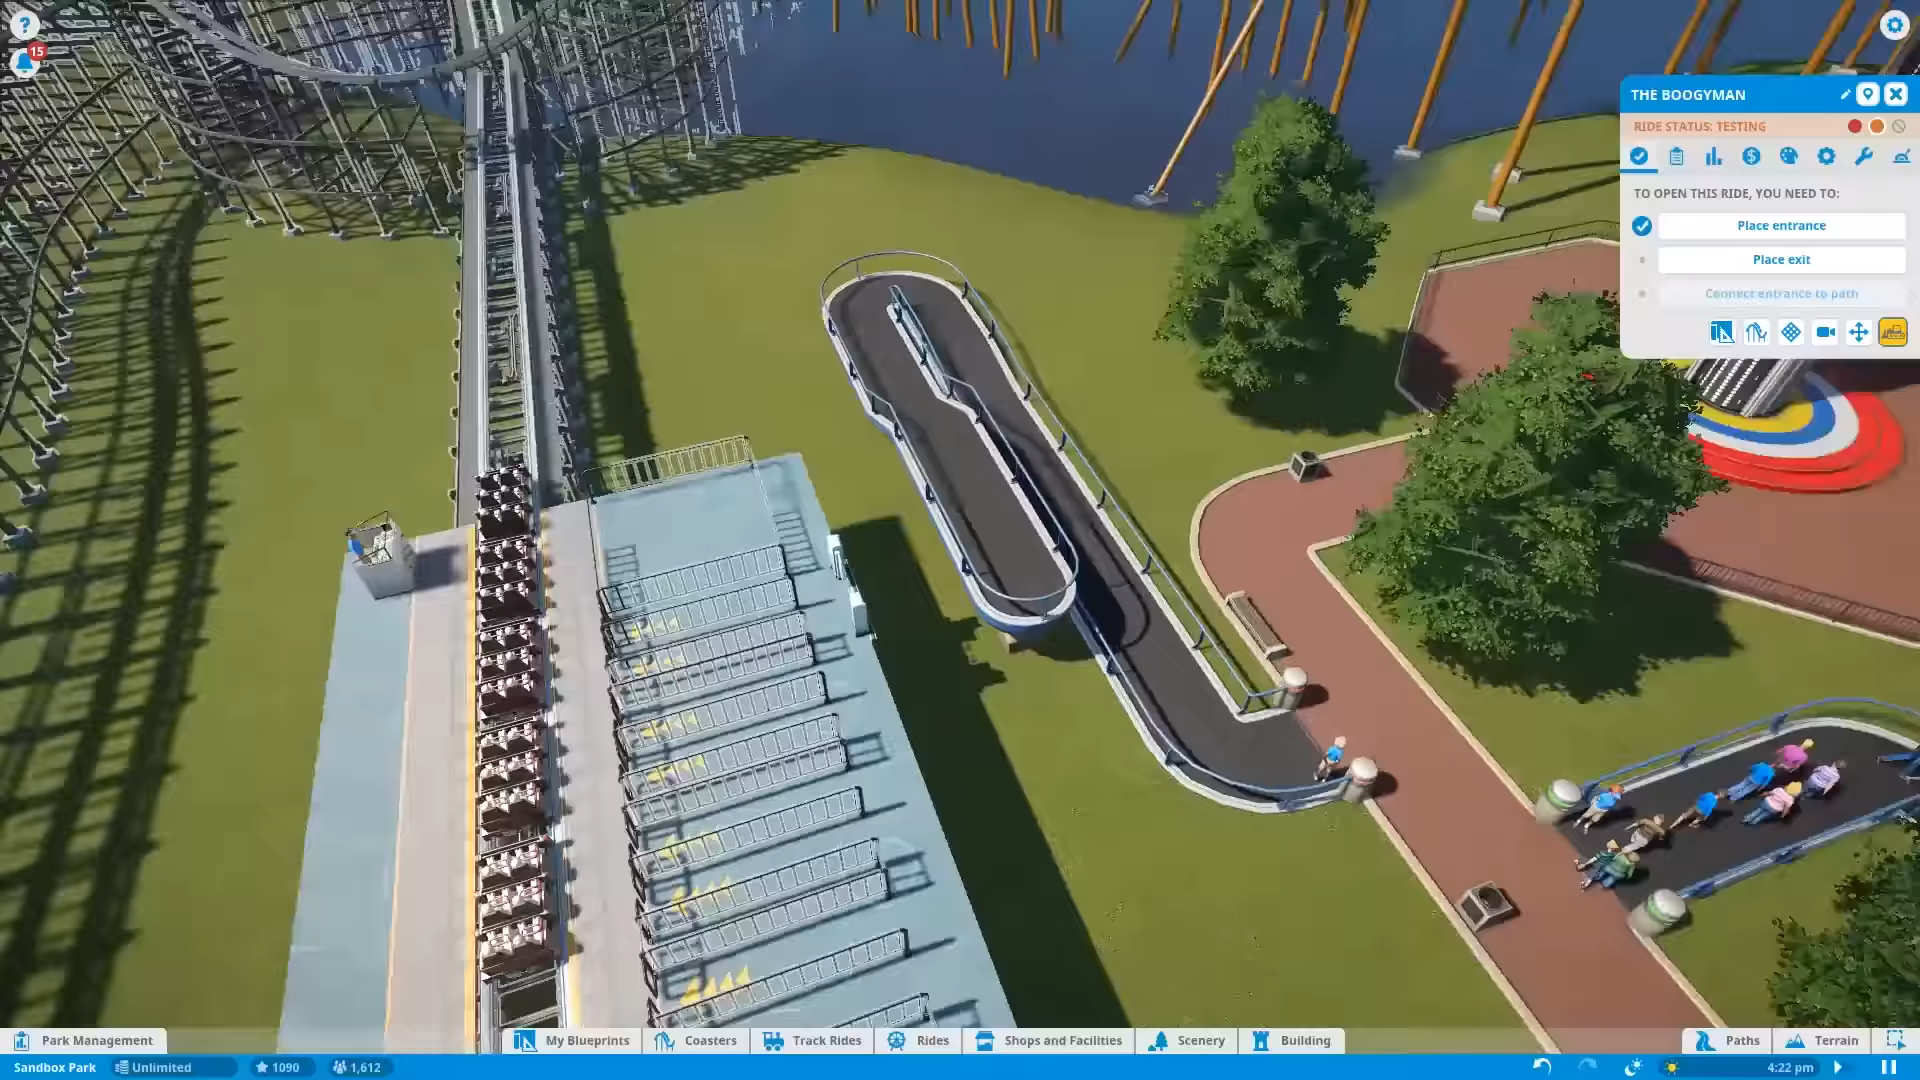 ?
15
THE BOOGYMAN
RIDE STATUS: TESTING
TO OPEN THIS RIDE, YOU NEED TO:
Place entrance
Place exit
Connect entrance to path
Park Management
My Blueprints
Coasters
Track Rides
Rides
Shops and Facilities
Scenery
Building
Paths
Terrain
Sandbox Park
Unlimited
1090
1,612
4:22 pm